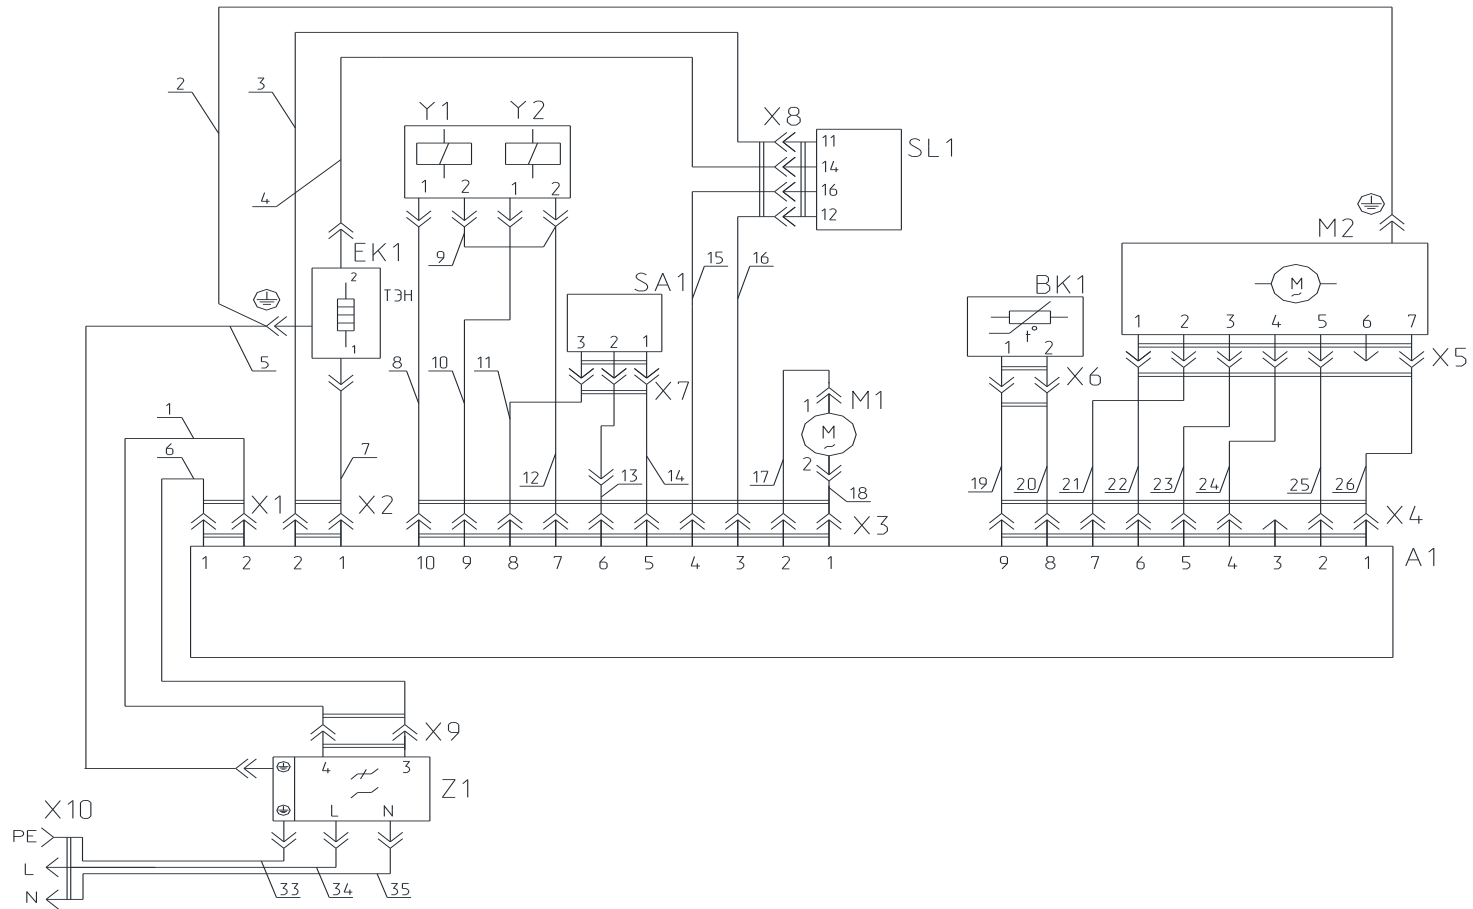 2
3
Y1 Y2
X8
11
SL1
14
16
12
4
1 2 1 2
M2
EK1
2
ТЭН
1
9
15
16
SA1
BK1
M
~
1 2 3 4 5 6 7
X5
5
8
10
11
3 2 1
X7
t°
1 2
X6
1
M1
M
~
2
1
6
7
12
13
14
17
18
19
20
21
22
23
24
25
26
X1
X2
X3
X4
A1
1 2 2 1 10 9 8 7 6 5 4 3 2 1 9 8 7 6 5 4 3 2 1
X9
4 3
Z1
L N
X10
PE
L
N
33
34
35